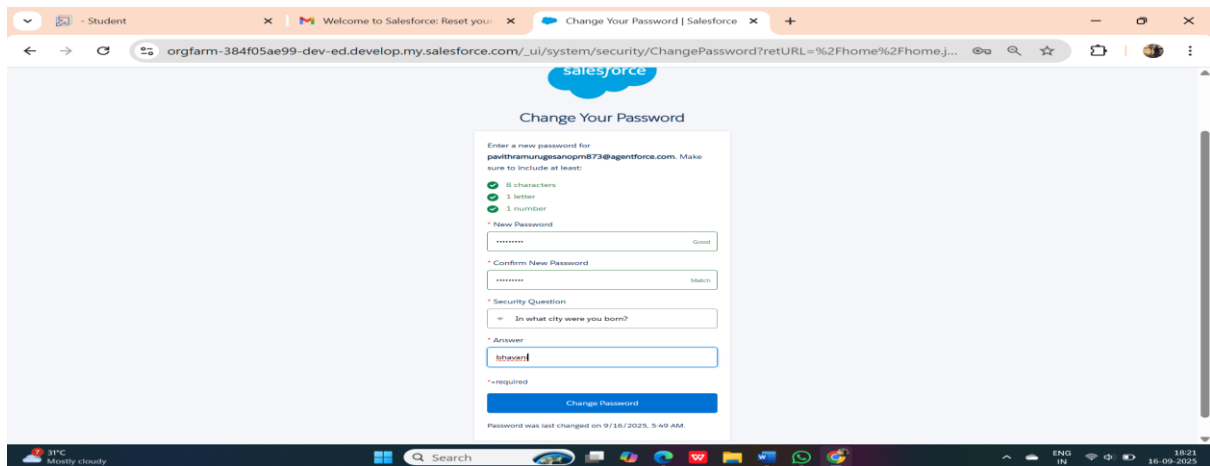 - Student
Welcome to Salesforce: Reset you
Change Your Password | Salesforce
orgfarm-384f05ae99-dev-ed.develop.my.salesforce.com/_ui/system/security/ChangePassword?retURL=%2Fhome%2Fhome.j...
salesforce
Change Your Password
Enter a new password for
pavithramurugesanopm873@agentforce.com. Make
sure to include at least:
8 characters
1 letter
1 number
* New Password
••••••••• Good
* Confirm New Password
••••••••• Match
* Security Question
In what city were you born?
* Answer
bhavani
*=required
Change Password
Password was last changed on 9/16/2025, 5:49 AM.
31°C
Mostly cloudy
Search
ENG
IN
18:21
16-09-2025